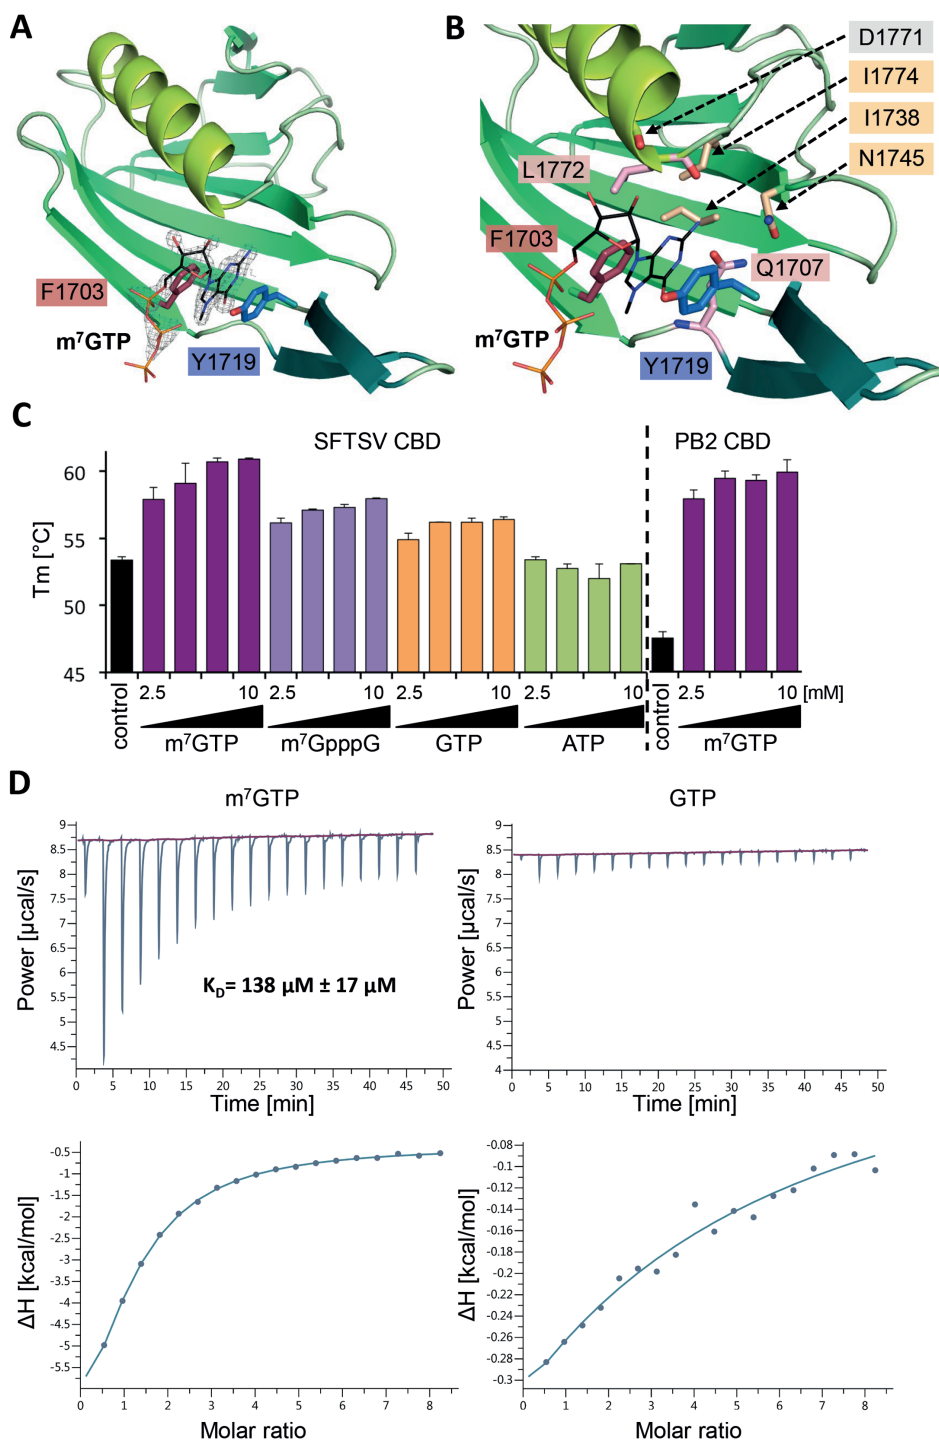 A
F1703
m⁷GTP
Y1719
B
D1771
I1774
I1738
N1745
L1772
F1703
Q1707
m⁷GTP
Y1719
C
SFTSV CBD
PB2 CBD
Tm [°C]
60
55
50
45
control
2.5
10
2.5
10
2.5
10
2.5
10
control
2.5
10 [mM]
m⁷GTP
m⁷GpppG
GTP
ATP
m⁷GTP
D
m⁷GTP
Power [µcal/s]
9
8.5
8
7.5
7
6.5
6
5.5
5
4.5
K_D= 138 µM ± 17 µM
0 5 10 15 20 25 30 35 40 45 50
Time [min]
GTP
Power [µcal/s]
9
8.5
8
7.5
7
6.5
6
5.5
5
4.5
4
0 5 10 15 20 25 30 35 40 45 50
Time [min]
ΔH [kcal/mol]
-0.5
-1
-1.5
-2
-2.5
-3
-3.5
-4
-4.5
-5
-5.5
0 1 2 3 4 5 6 7 8
Molar ratio
ΔH [kcal/mol]
-0.08
-0.1
-0.12
-0.14
-0.16
-0.18
-0.2
-0.22
-0.24
-0.26
-0.28
-0.3
0 1 2 3 4 5 6 7 8
Molar ratio